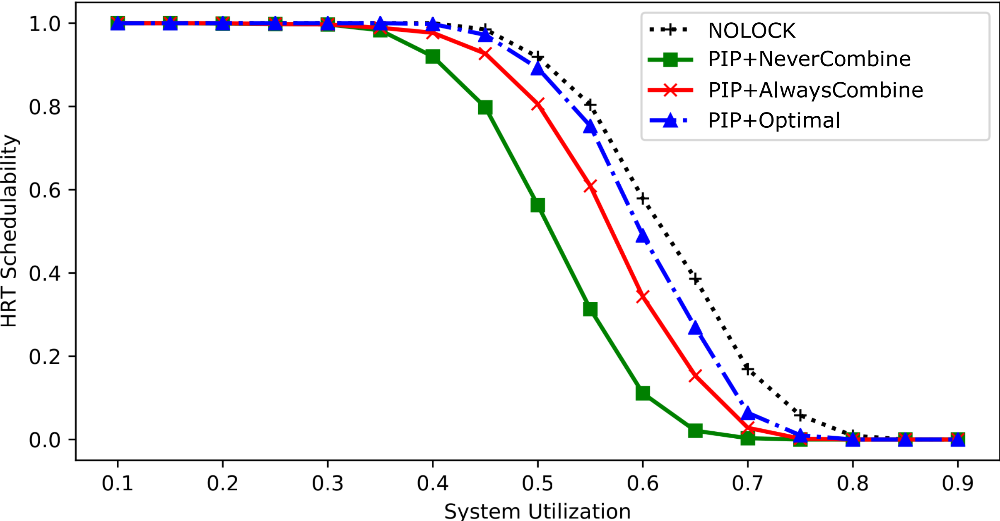 NOLOCK
PIP+NeverCombine
PIP+AlwaysCombine
PIP+Optimal
HRT Schedulability
1.0
0.8
0.6
0.4
0.2
0.0
0.1 0.2 0.3 0.4 0.5 0.6 0.7 0.8 0.9
System Utilization